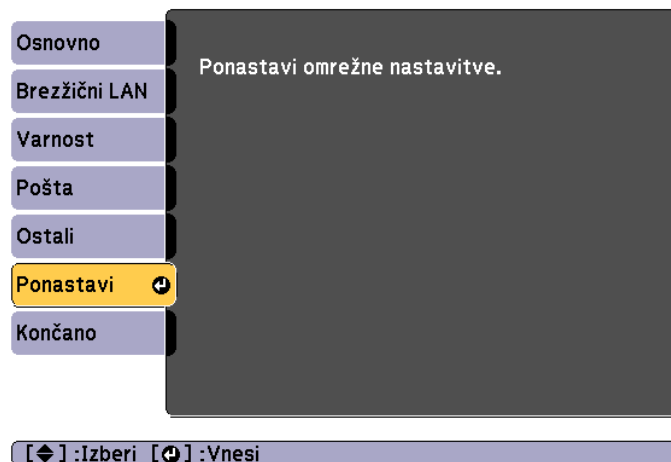 Osnovno
Ponastavi omrežne nastavitve.
Brezžični LAN
Varnost
Pošta
Ostali
Ponastavi
Končano
[ ] :Izberi [ ] :Vnesi